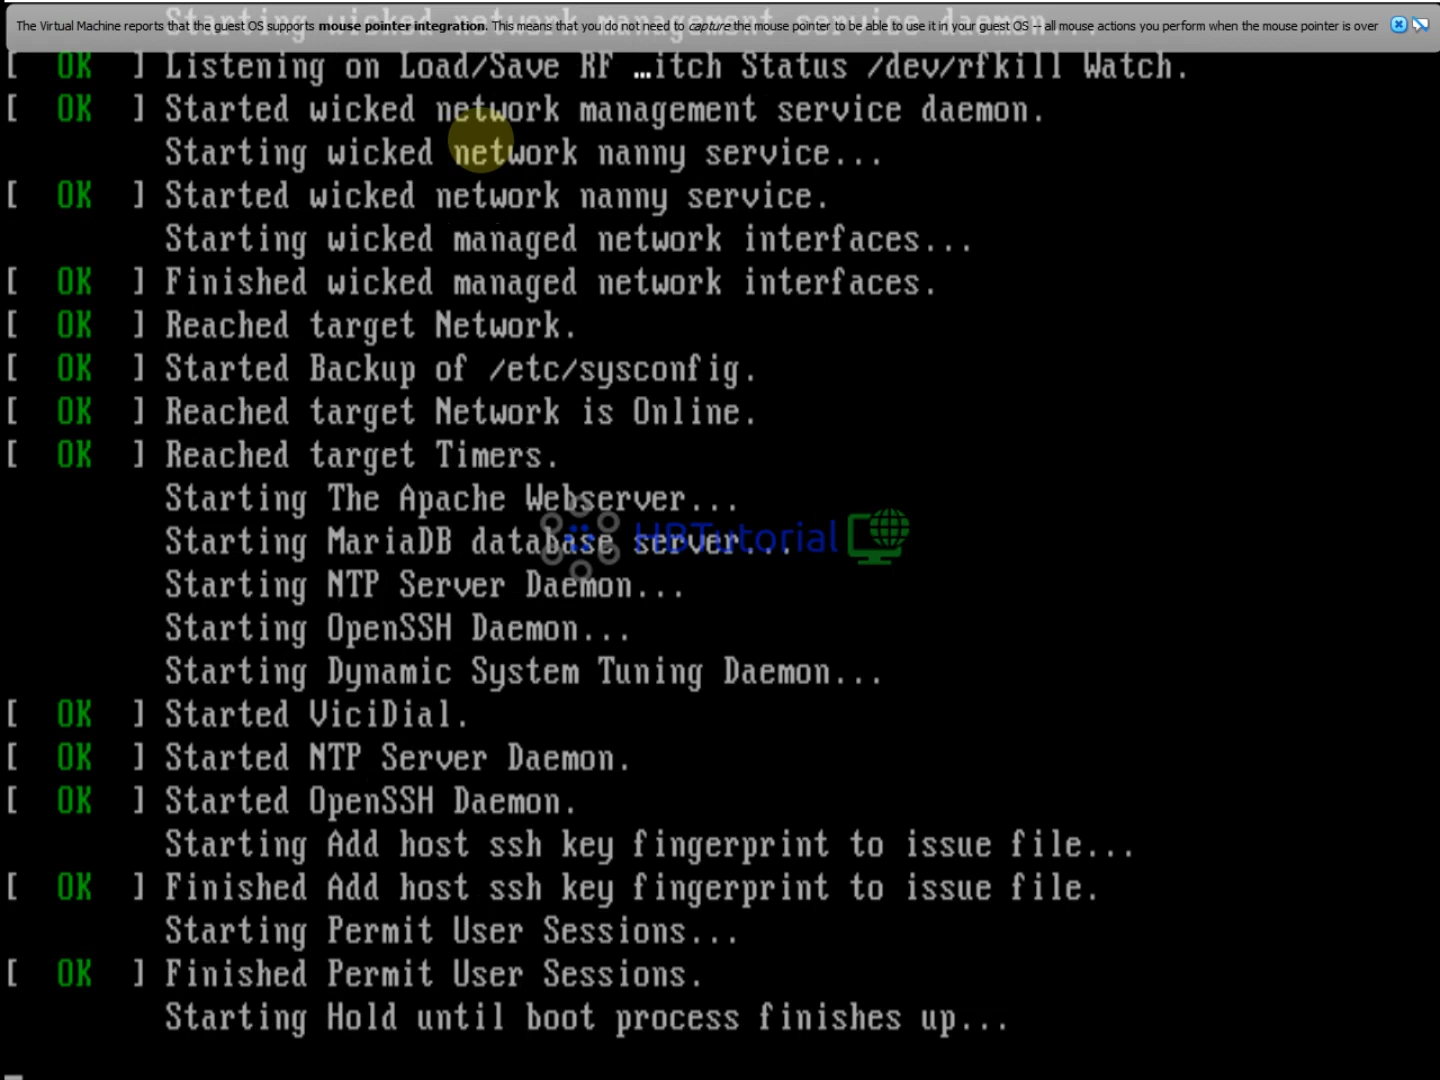 Starting wicked network management service daemon...
The Virtual Machine reports that the guest OS supports mouse pointer integration. This means that you do not need to capture the mouse pointer to be able to use it in your guest OS -- all mouse actions you perform when the mouse pointer is over
[ OK ] Listening on Load/Save RF …itch Status /dev/rfkill Watch.
[ OK ] Started wicked network management service daemon.
Starting wicked network nanny service...
[ OK ] Started wicked network nanny service.
Starting wicked managed network interfaces...
[ OK ] Finished wicked managed network interfaces.
[ OK ] Reached target Network.
[ OK ] Started Backup of /etc/sysconfig.
[ OK ] Reached target Network is Online.
[ OK ] Reached target Timers.
Starting The Apache Webserver...
Starting MariaDB database server...
HBTutorial
Starting NTP Server Daemon...
Starting OpenSSH Daemon...
Starting Dynamic System Tuning Daemon...
[ OK ] Started ViciDial.
[ OK ] Started NTP Server Daemon.
[ OK ] Started OpenSSH Daemon.
Starting Add host ssh key fingerprint to issue file...
[ OK ] Finished Add host ssh key fingerprint to issue file.
Starting Permit User Sessions...
[ OK ] Finished Permit User Sessions.
Starting Hold until boot process finishes up...